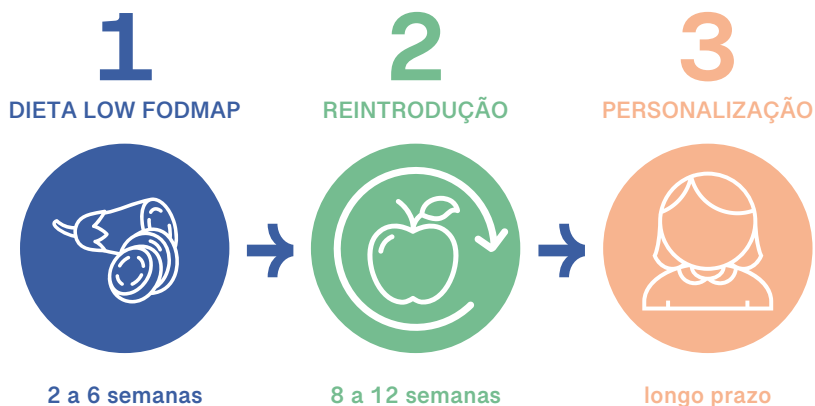 1
DIETA LOW FODMAP
2 a 6 semanas
2
REINTRODUÇÃO
8 a 12 semanas
3
PERSONALIZAÇÃO
longo prazo